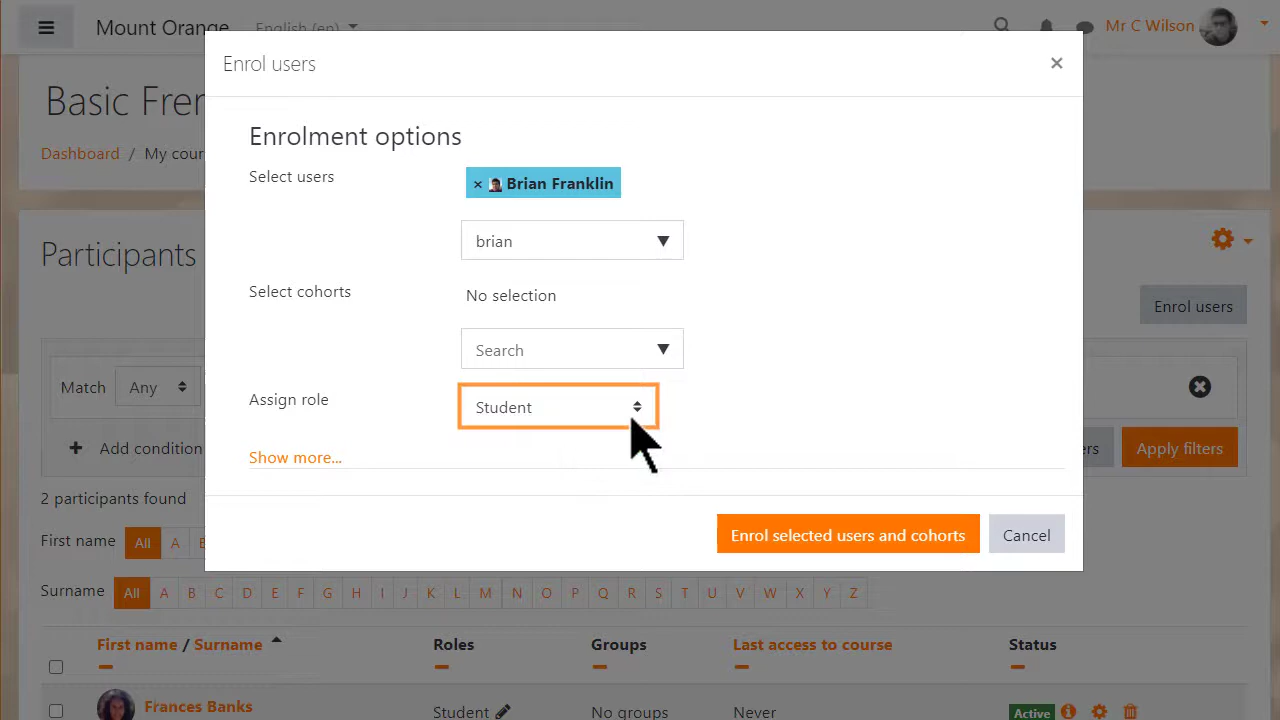 Mount Orange English (en) Mr C Wilson
Enrol users ×
Basic Fren
Dashboard / My cour
Enrolment options
Select users
× Brian Franklin
brian
Select cohorts No selection
Search
Assign role Student
Show more...
Enrol selected users and cohorts Cancel
Participants
Enrol users
Match Any
Add condition ers Apply filters
2 participants found
First name All A B
Surname All A B C D E F G H I J K L M N O P Q R S T U V W X Y Z
First name / Surname Roles Groups Last access to course Status
Frances Banks Student No groups Never Active